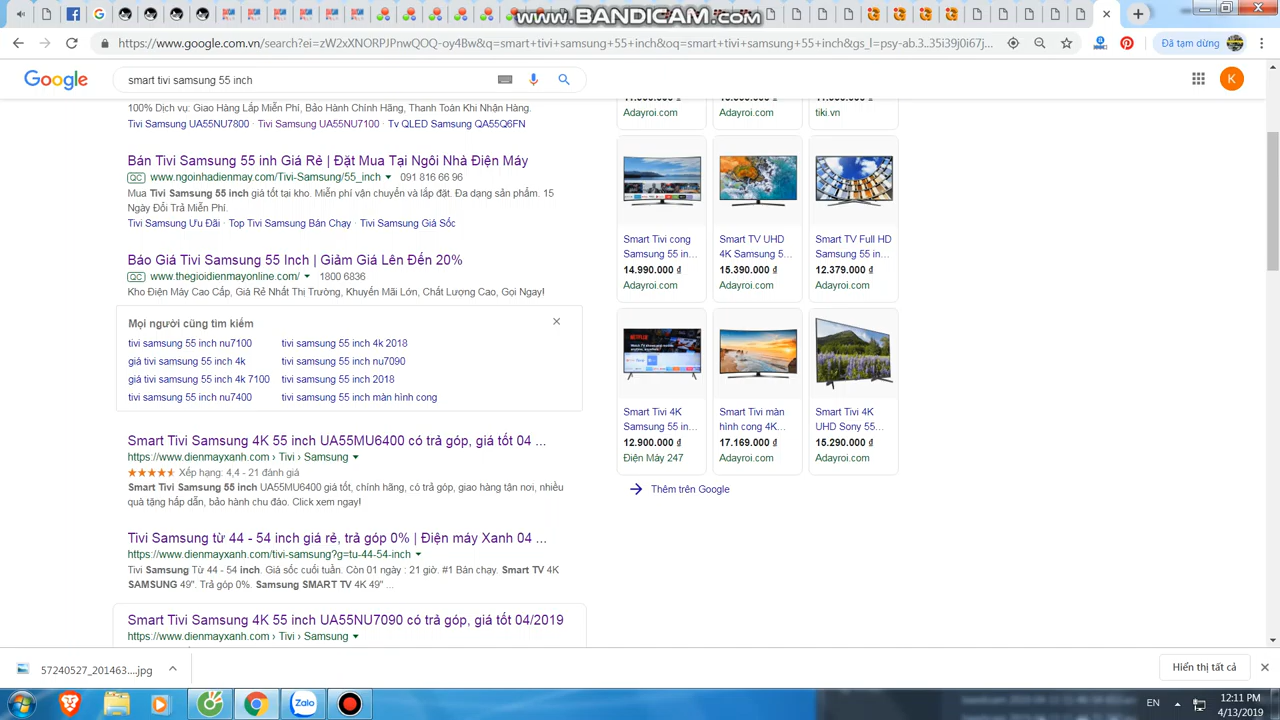 www.BANDICAM.com
https://www.google.com.vn/search?ei=zW2xXNORPJPnwQOQ-oy4Bw&q=smart+tivi+samsung+55+inch&oq=smart+tivi+samsung+55+inch&gs_l=psy-ab.3..35i39j0i67j...
Đã tạm dừng
Google
smart tivi samsung 55 inch
K
100% Dịch vụ: Giao Hàng Lắp Miễn Phí, Bảo Hành Chính Hãng, Thanh Toán Khi Nhận Hàng.
Tivi Samsung UA55NU7800 · Tivi Samsung UA55NU7100 · Tv QLED Samsung QA55Q6FN
Bán Tivi Samsung 55 inh Giá Rẻ | Đặt Mua Tại Ngôi Nhà Điện Máy
QC www.ngoinhadienmay.com/Tivi-Samsung/55_inch 091 816 66 96
Mua Tivi Samsung 55 inch giá tốt tại kho. Miễn phí vận chuyển và lắp đặt. Đa dạng sản phẩm. 15
Ngày Đổi Trả Miễn Phí.
Tivi Samsung Ưu Đãi · Top Tivi Samsung Bán Chạy · Tivi Samsung Giá Sốc
Báo Giá Tivi Samsung 55 Inch | Giảm Giá Lên Đến 20%
QC www.thegioidienmayonline.com/ 1800 6836
Kho Điện Máy Cao Cấp, Giá Rẻ Nhất Thị Trường, Khuyến Mãi Lớn, Chất Lượng Cao, Gọi Ngay!
Mọi người cũng tìm kiếm
tivi samsung 55 inch nu7100 tivi samsung 55 inch 4k 2018
giá tivi samsung 55 inch 4k tivi samsung 55 inch nu7090
giá tivi samsung 55 inch 4k 7100 tivi samsung 55 inch 2018
tivi samsung 55 inch nu7400 tivi samsung 55 inch màn hình cong
Smart Tivi Samsung 4K 55 inch UA55MU6400 có trả góp, giá tốt 04 ...
https://www.dienmayxanh.com › Tivi › Samsung
Xếp hạng: 4,4 - 21 đánh giá
Smart Tivi Samsung 55 inch UA55MU6400 giá tốt, chính hãng, có trả góp, giao hàng tận nơi, nhiều
quà tặng hấp dẫn, bảo hành chu đáo. Click xem ngay!
Tivi Samsung từ 44 - 54 inch giá rẻ, trả góp 0% | Điện máy Xanh 04 ...
https://www.dienmayxanh.com/tivi-samsung?g=tu-44-54-inch
Tivi Samsung Từ 44 - 54 inch. Giá sốc cuối tuần. Còn 01 ngày : 21 giờ. #1 Bán chạy. Smart TV 4K
SAMSUNG 49". Trả góp 0%. Samsung SMART TV 4K 49" ...
Smart Tivi Samsung 4K 55 inch UA55NU7090 có trả góp, giá tốt 04/2019
https://www.dienmayxanh.com › Tivi › Samsung
Adayroi.com Adayroi.com tiki.vn
Smart Tivi cong
Samsung 55 in...
14.990.000 ₫
Adayroi.com
Smart TV UHD
4K Samsung 5...
15.390.000 ₫
Adayroi.com
Smart TV Full HD
Samsung 55 in...
12.379.000 ₫
Adayroi.com
NETFLIX
Smart Tivi 4K
Samsung 55 in...
12.900.000 ₫
Điện Máy 247
Smart Tivi màn
hình cong 4K...
17.169.000 ₫
Adayroi.com
Smart Tivi 4K
UHD Sony 55...
15.290.000 ₫
Adayroi.com
Thêm trên Google
57240527_201463....jpg
Hiển thị tất cả
Zalo
EN
12:11 PM
4/13/2019